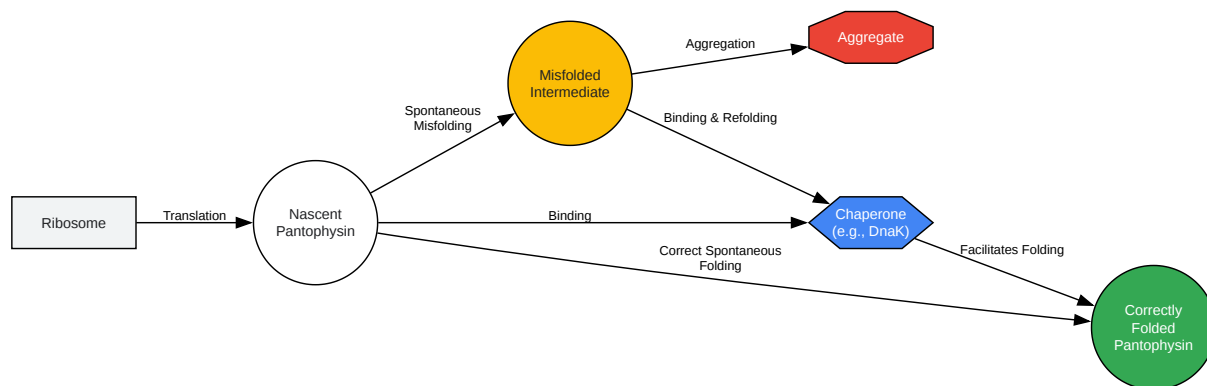 Aggregation
Aggregate
Misfolded
Intermediate
Spontaneous
Misfolding
Binding & Refolding
Ribosome
Translation
Nascent
Pantophysin
Binding
Chaperone
(e.g., DnaK)
Correct Spontaneous
Folding
Facilitates Folding
Correctly
Folded
Pantophysin